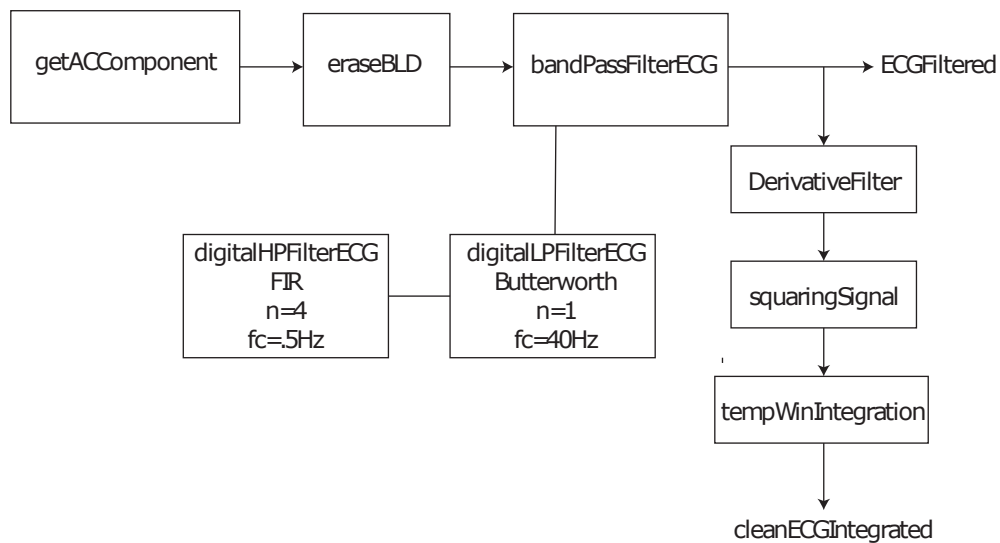 getACComponent
eraseBLD
bandPassFilterECG
ECGFiltered
DerivativeFilter
digitalHPFilterECG
FIR
n=4
fc=.5Hz
digitalLPFilterECG
Butterworth
n=1
fc=40Hz
squaringSignal
tempWinIntegration
cleanECGIntegrated